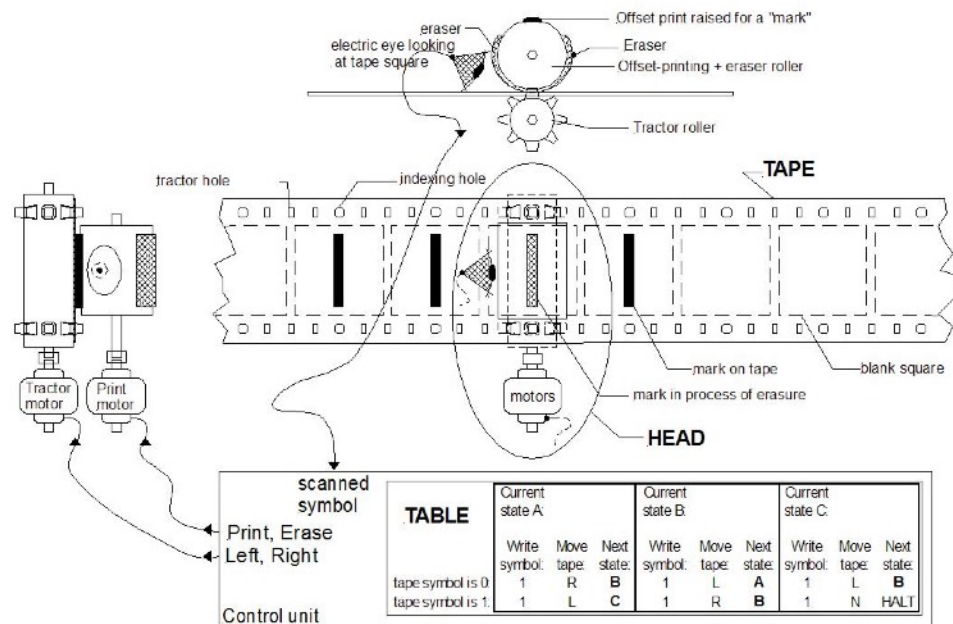 Offset print raised for a "mark"
eraser
electric eye looking
at tape square
Eraser
Offset-printing + eraser roller
Tractor roller
tractor hole
indexing hole
TAPE
Tractor
motor
Print
motor
motors
mark on tape
blank square
mark in process of erasure
HEAD
scanned
symbol
Print, Erase
Left, Right
Control unit
TABLE
Current
state A:
Current
state B:
Current
state C:
Write symbol: Move tape: Next state: Write symbol: Move tape: Next state: Write symbol: Move tape: Next state:
tape symbol is 0: 1 R B 1 L A 1 L B
tape symbol is 1: 1 L C 1 R B 1 N HALT